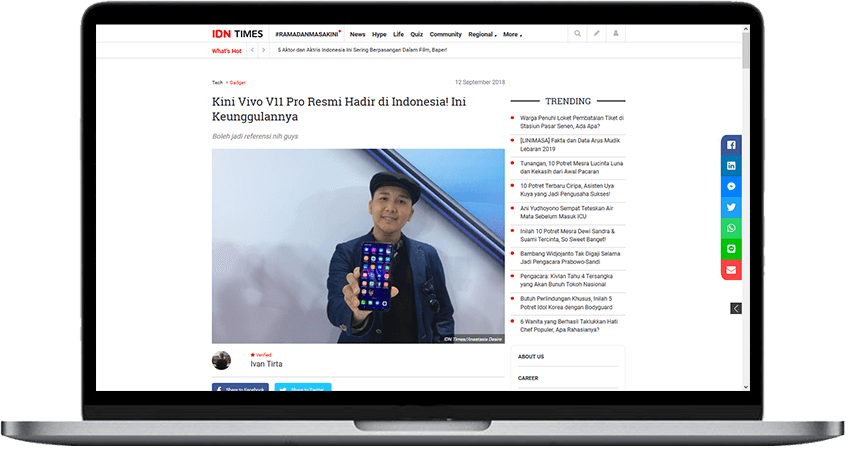 IDN TIMES
#RAMADANMASAKINI
News Hype Life Quiz Community Regional More
What's Hot
5 Aktor dan Aktris Indonesia Ini Sering Berpasangan Dalam Film, Baper!
Tech > Gadget
12 September 2018
Kini Vivo V11 Pro Resmi Hadir di Indonesia! Ini
Keunggulannya
Boleh jadi referensi nih guys
IDN Times/Anastasia Desire
Verified
Ivan Tirta
Share to Facebook
Share to Twitter
TRENDING
Warga Penuhi Loket Pembatalan Tiket di
Stasiun Pasar Senen, Ada Apa?
[LINIMASA] Fakta dan Data Arus Mudik
Lebaran 2019
Tunangan, 10 Potret Mesra Lucinta Luna
dan Kekasih dari Awal Pacaran
10 Potret Terbaru Ciripa, Asisten Uya
Kuya yang Jadi Pengusaha Sukses!
Ani Yudhoyono Sempat Teteskan Air
Mata Sebelum Masuk ICU
Inilah 10 Potret Mesra Dewi Sandra &
Suami Tercinta, So Sweet Banget!
Bambang Widjojanto Tak Digaji Selama
Jadi Pengacara Prabowo-Sandi
Pengacara: Kivlan Tahu 4 Tersangka
yang Akan Bunuh Tokoh Nasional
Butuh Perlindungan Khusus, Inilah 5
Potret Idol Korea dengan Bodyguard
6 Wanita yang Berhasil Taklukkan Hati
Chef Populer, Apa Rahasianya?
ABOUT US
CAREER